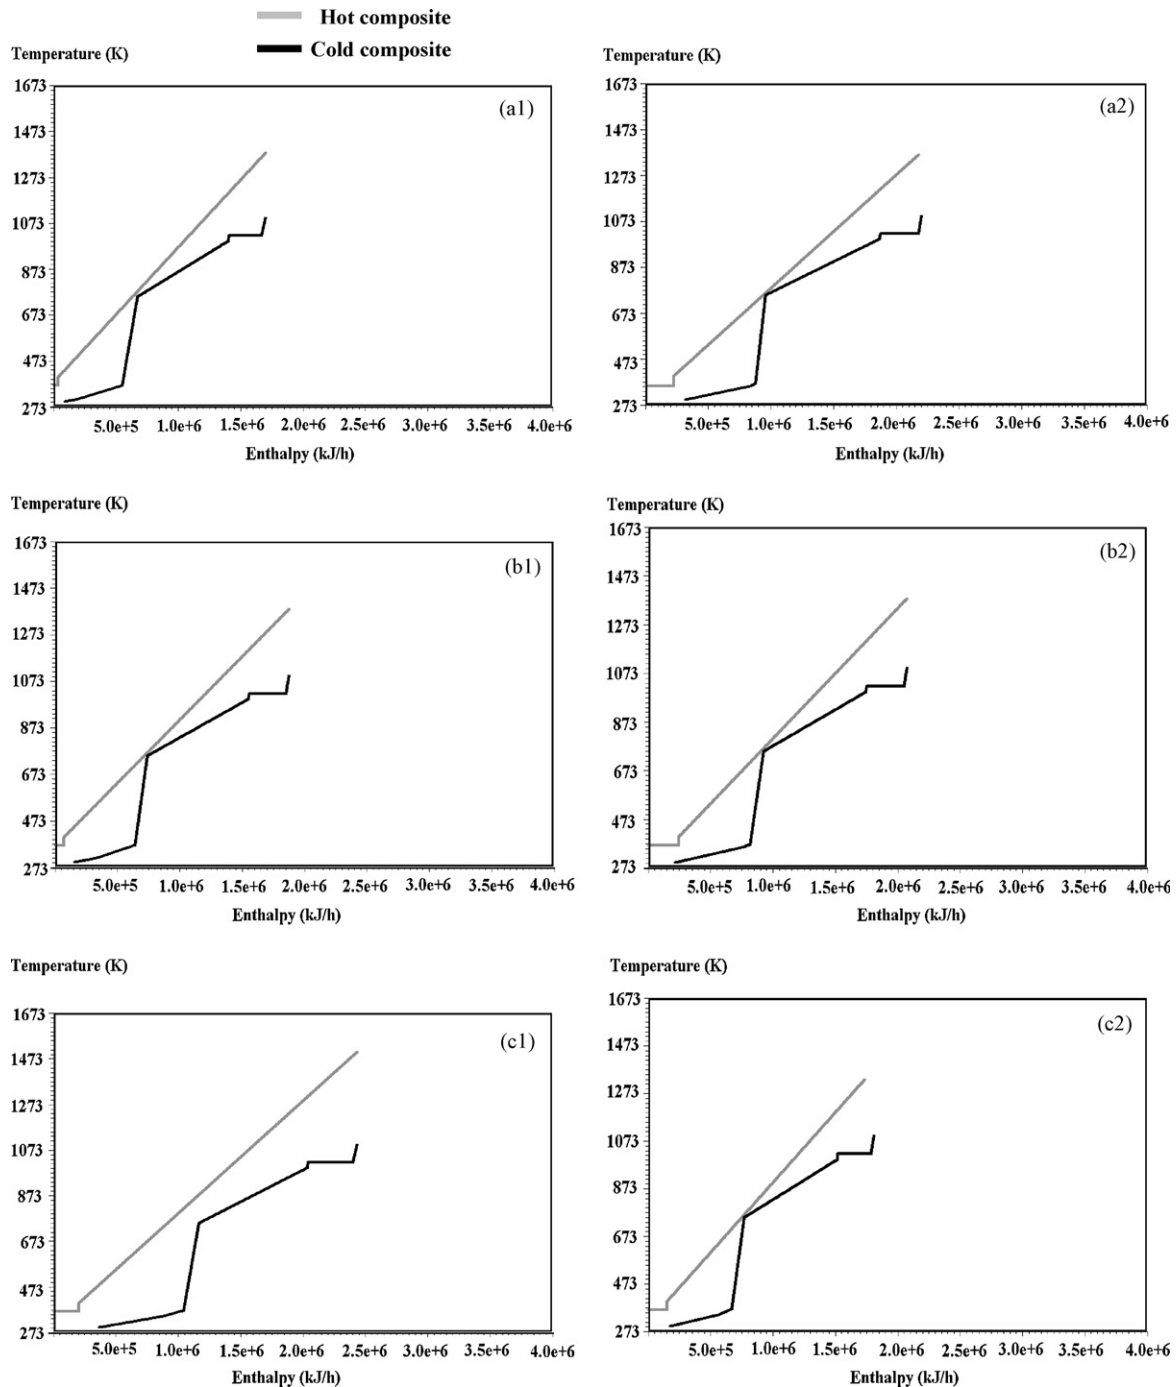 Hot composite
Cold composite
Temperature (K)
1673
1473
1273
1073
873
673
473
273
(a1)
5.0e+5 1.0e+6 1.5e+6 2.0e+6 2.5e+6 3.0e+6 3.5e+6 4.0e+6
Enthalpy (kJ/h)
Temperature (K)
1673
1473
1273
1073
873
673
473
273
(a2)
5.0e+5 1.0e+6 1.5e+6 2.0e+6 2.5e+6 3.0e+6 3.5e+6 4.0e+6
Enthalpy (kJ/h)
Temperature (K)
1673
1473
1273
1073
873
673
473
273
(b1)
5.0e+5 1.0e+6 1.5e+6 2.0e+6 2.5e+6 3.0e+6 3.5e+6 4.0e+6
Enthalpy (kJ/h)
Temperature (K)
1673
1473
1273
1073
873
673
473
273
(b2)
5.0e+5 1.0e+6 1.5e+6 2.0e+6 2.5e+6 3.0e+6 3.5e+6 4.0e+6
Enthalpy (kJ/h)
Temperature (K)
1673
1473
1273
1073
873
673
473
273
(c1)
5.0e+5 1.0e+6 1.5e+6 2.0e+6 2.5e+6 3.0e+6 3.5e+6 4.0e+6
Enthalpy (kJ/h)
Temperature (K)
1673
1473
1273
1073
873
673
473
273
(c2)
5.0e+5 1.0e+6 1.5e+6 2.0e+6 2.5e+6 3.0e+6 3.5e+6 4.0e+6
Enthalpy (kJ/h)